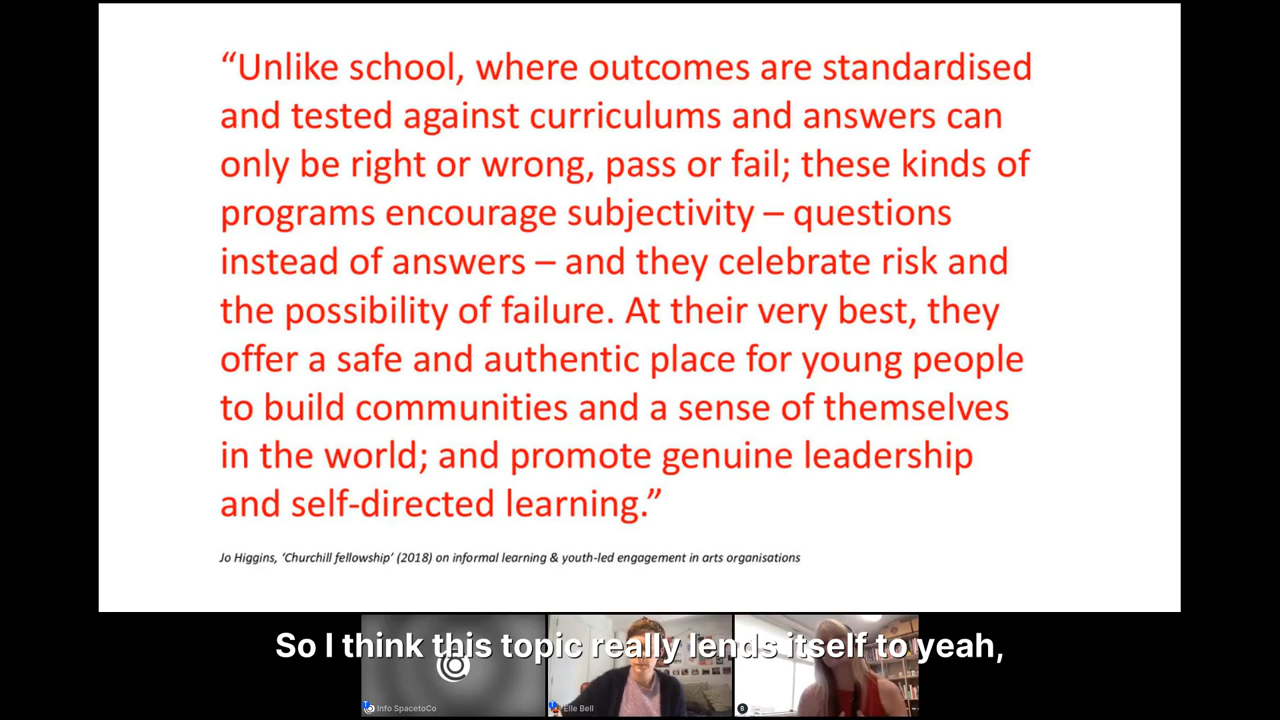 “Unlike school, where outcomes are standardised
and tested against curriculums and answers can
only be right or wrong, pass or fail; these kinds of
programs encourage subjectivity – questions
instead of answers – and they celebrate risk and
the possibility of failure. At their very best, they
offer a safe and authentic place for young people
to build communities and a sense of themselves
in the world; and promote genuine leadership
and self-directed learning.”
Jo Higgins, ‘Churchill fellowship’ (2018) on informal learning & youth-led engagement in arts organisations
So I think this topic really lends itself to yeah,
Info SpacetoCo
Elle Bell